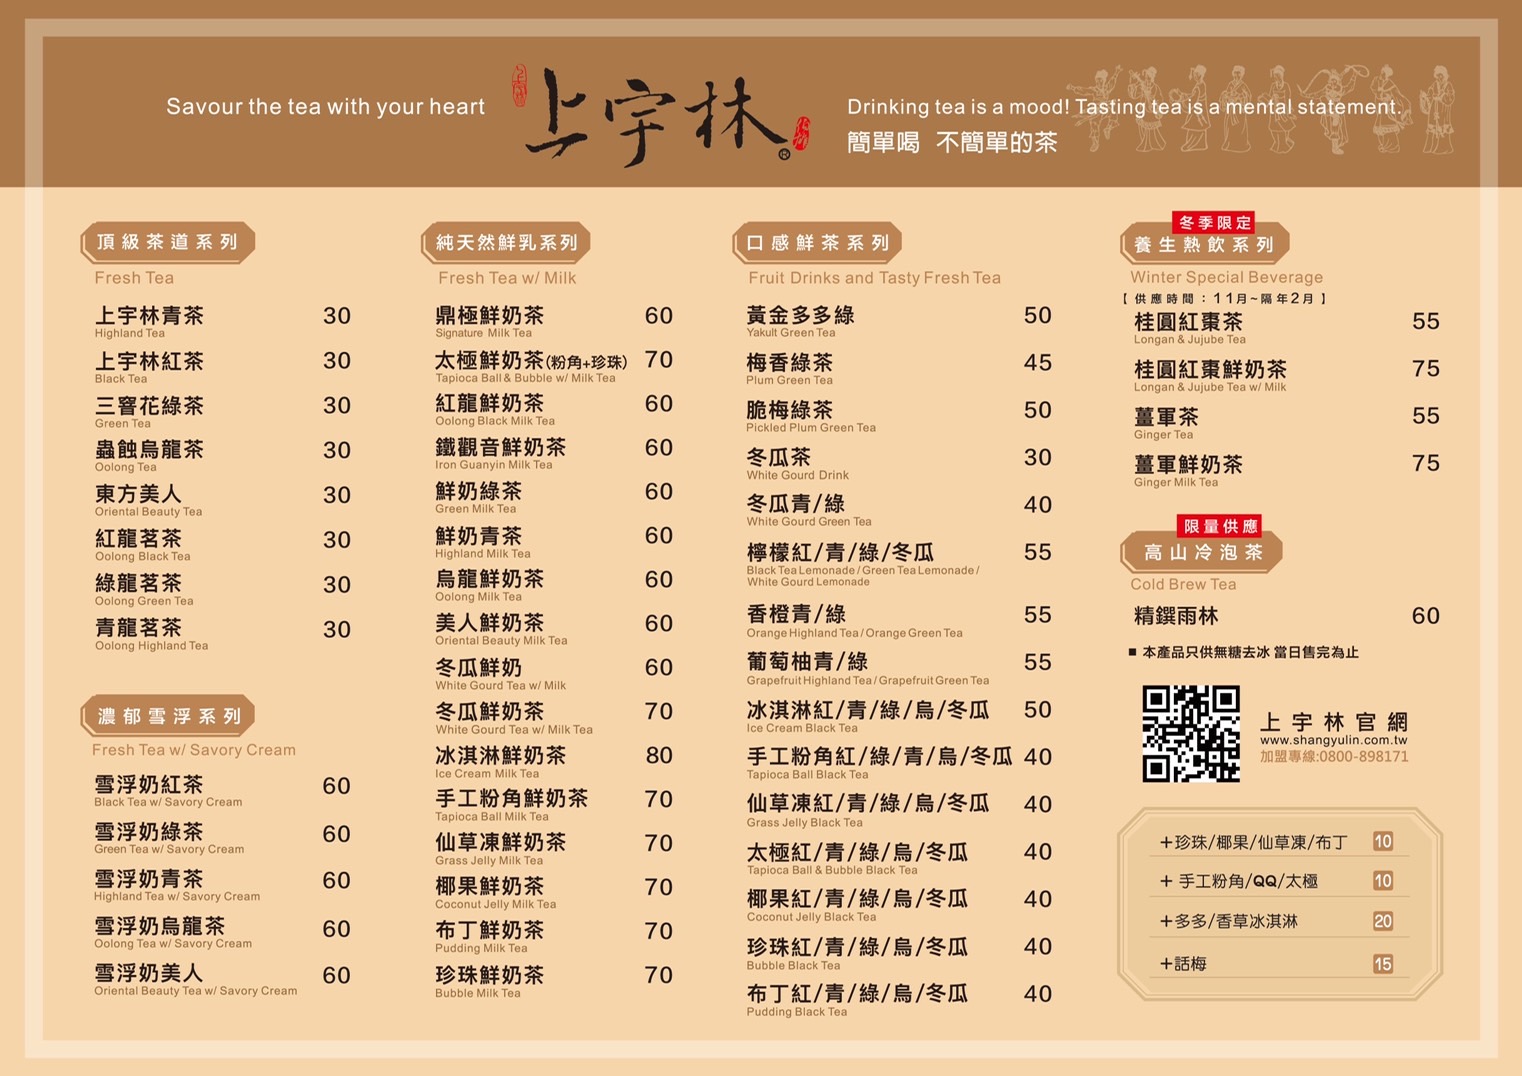 Savour the tea with your heart
上宇林
®
Drinking tea is a mood! Tasting tea is a mental statement.
簡單喝 不簡單的茶
頂級茶道系列
Fresh Tea
上宇林青茶 30
Highland Tea
上宇林紅茶 30
Black Tea
三窨花綠茶 30
Green Tea
蟲蝕烏龍茶 30
Oolong Tea
東方美人 30
Oriental Beauty Tea
紅龍茗茶 30
Oolong Black Tea
綠龍茗茶 30
Oolong Green Tea
青龍茗茶 30
Oolong Highland Tea
濃郁雪浮系列
Fresh Tea w/ Savory Cream
雪浮奶紅茶 60
Black Tea w/ Savory Cream
雪浮奶綠茶 60
Green Tea w/ Savory Cream
雪浮奶青茶 60
Highland Tea w/ Savory Cream
雪浮奶烏龍茶 60
Oolong Tea w/ Savory Cream
雪浮奶美人 60
Oriental Beauty Tea w/ Savory Cream
純天然鮮乳系列
Fresh Tea w/ Milk
鼎極鮮奶茶 60
Signature Milk Tea
太極鮮奶茶(粉角+珍珠) 70
Tapioca Ball & Bubble w/ Milk Tea
紅龍鮮奶茶 60
Oolong Black Milk Tea
鐵觀音鮮奶茶 60
Iron Guanyin Milk Tea
鮮奶綠茶 60
Green Milk Tea
鮮奶青茶 60
Highland Milk Tea
烏龍鮮奶茶 60
Oolong Milk Tea
美人鮮奶茶 60
Oriental Beauty Milk Tea
冬瓜鮮奶 60
White Gourd Tea w/ Milk
冬瓜鮮奶茶 70
White Gourd Tea w/ Milk Tea
冰淇淋鮮奶茶 80
Ice Cream Milk Tea
手工粉角鮮奶茶 70
Tapioca Ball Milk Tea
仙草凍鮮奶茶 70
Grass Jelly Milk Tea
椰果鮮奶茶 70
Coconut Jelly Milk Tea
布丁鮮奶茶 70
Pudding Milk Tea
珍珠鮮奶茶 70
Bubble Milk Tea
口感鮮茶系列
Fruit Drinks and Tasty Fresh Tea
黃金多多綠 50
Yakult Green Tea
梅香綠茶 45
Plum Green Tea
脆梅綠茶 50
Pickled Plum Green Tea
冬瓜茶 30
White Gourd Drink
冬瓜青/綠 40
White Gourd Green Tea
檸檬紅/青/綠/冬瓜 55
Black Tea Lemonade / Green Tea Lemonade /
White Gourd Lemonade
香橙青/綠 55
Orange Highland Tea / Orange Green Tea
葡萄柚青/綠 55
Grapefruit Highland Tea / Grapefruit Green Tea
冰淇淋紅/青/綠/烏/冬瓜 50
Ice Cream Black Tea
手工粉角紅/綠/青/烏/冬瓜 40
Tapioca Ball Black Tea
仙草凍紅/青/綠/烏/冬瓜 40
Grass Jelly Black Tea
太極紅/青/綠/烏/冬瓜 40
Tapioca Ball & Bubble Black Tea
椰果紅/青/綠/烏/冬瓜 40
Coconut Jelly Black Tea
珍珠紅/青/綠/烏/冬瓜 40
Bubble Black Tea
布丁紅/青/綠/烏/冬瓜 40
Pudding Black Tea
冬季限定
養生熱飲系列
Winter Special Beverage
【供應時間：11月~隔年2月】
桂圓紅棗茶 55
Longan & Jujube Tea
桂圓紅棗鮮奶茶 75
Longan & Jujube Tea w/ Milk
薑軍茶 55
Ginger Tea
薑軍鮮奶茶 75
Ginger Milk Tea
限量供應
高山冷泡茶
Cold Brew Tea
精饌雨林 60
■ 本產品只供無糖去冰 當日售完為止
上宇林官網
www.shangyulin.com.tw
加盟專線:0800-898171
+珍珠/椰果/仙草凍/布丁 10
+ 手工粉角/QQ/太極 10
+多多/香草冰淇淋 20
+話梅 15